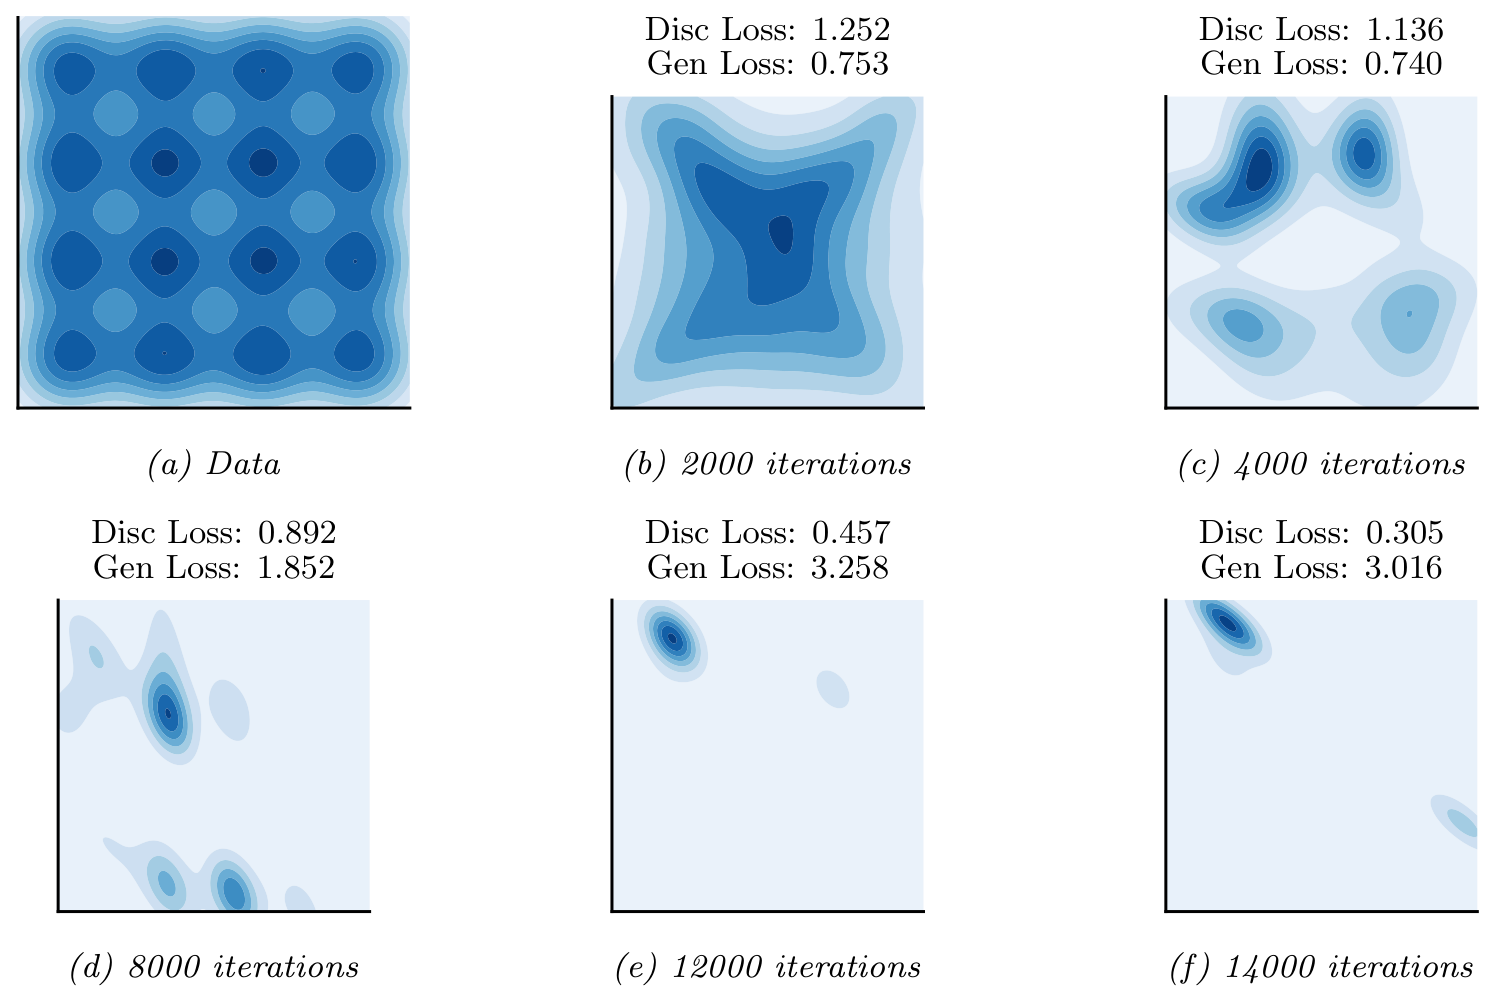 Disc Loss: 1.252
Gen Loss: 0.753
Disc Loss: 1.136
Gen Loss: 0.740
(a) Data
(b) 2000 iterations
(c) 4000 iterations
Disc Loss: 0.892
Gen Loss: 1.852
Disc Loss: 0.457
Gen Loss: 3.258
Disc Loss: 0.305
Gen Loss: 3.016
(d) 8000 iterations
(e) 12000 iterations
(f) 14000 iterations